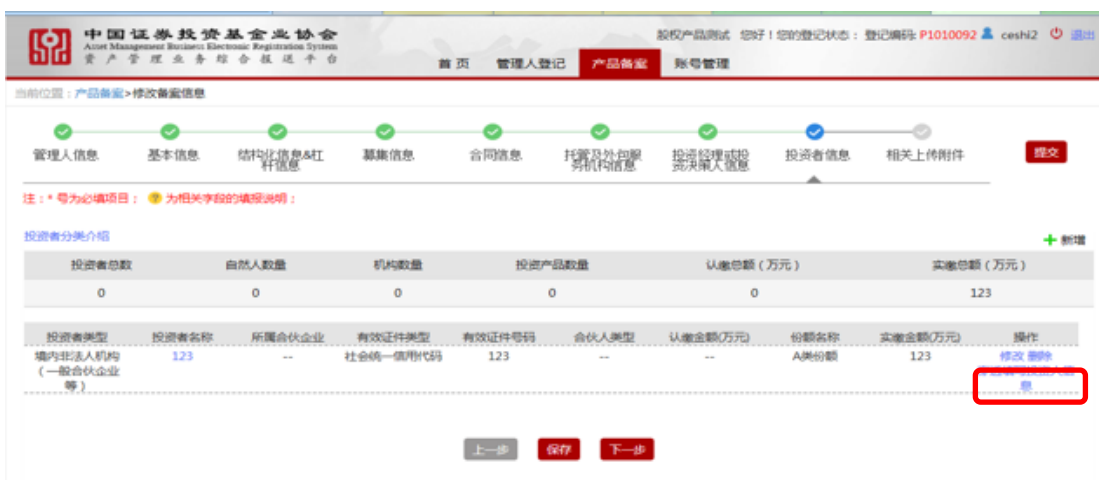 中国证券投资基金业协会
Asset Management Business Electronic Registration System
资产管理业务综合报送平台
股权产品测试 您好！您的登记状态： 登记编码: P1010092 ceshi2 退出
首页 管理人登记 产品备案 账号管理
当前位置：产品备案>修改备案信息
管理人信息 基本信息 结构化信息&杠杆信息 募集信息 合同信息 托管及外包服务机构信息 投资经理或投资决策人信息 投资者信息 相关上传附件 提交
注：* 号为必填项目； ? 为相关字段的填报说明；
投资者分类介绍
新增
投资者总数 自然人数量 机构数量 投资产品数量 认缴总额（万元） 实缴总额（万元）
0 0 0 0 0 123
投资者类型 投资者名称 所属合伙企业 有效证件类型 有效证件号码 合伙人类型 认缴金额(万元) 份额名称 实缴金额(万元) 操作
境内非法人机构（一般合伙企业等） 123 -- 社会统一信用代码 123 -- -- A类份额 123 修改 删除
填写投资人信息
上一步 保存 下一步